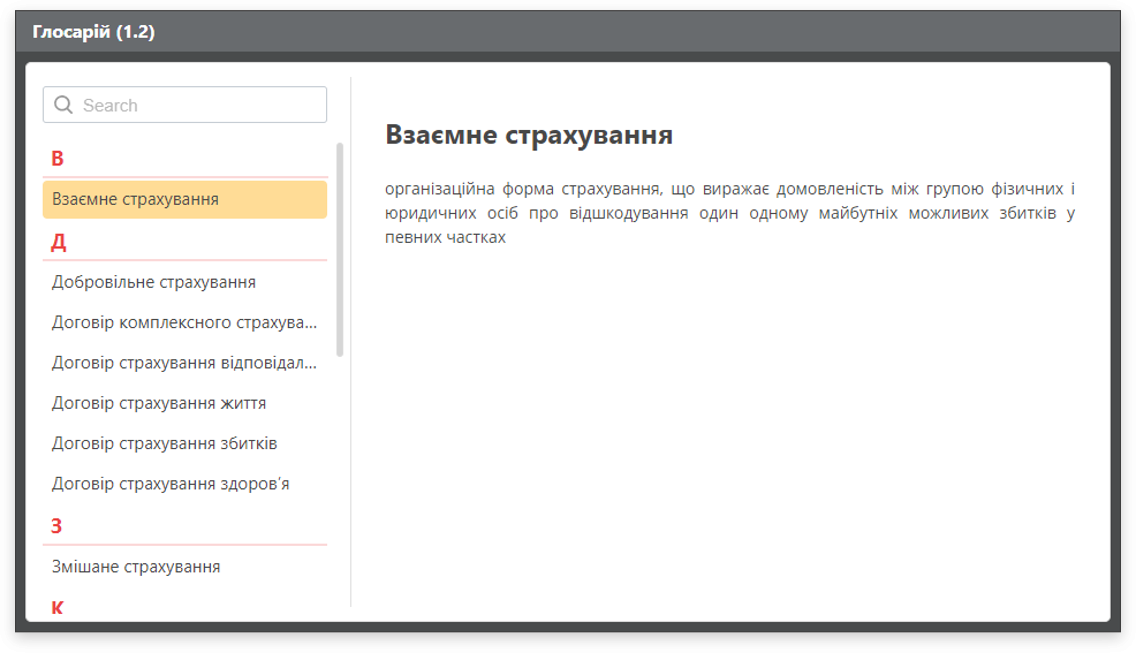 Глосарій (1.2)
Search
В
Взаємне страхування
Д
Добровільне страхування
Договір комплексного страхува...
Договір страхування відповідал...
Договір страхування життя
Договір страхування збитків
Договір страхування здоров’я
З
Змішане страхування
К
Взаємне страхування
організаційна форма страхування, що виражає домовленість між групою фізичних і
юридичних осіб про відшкодування один одному майбутніх можливих збитків у
певних частках